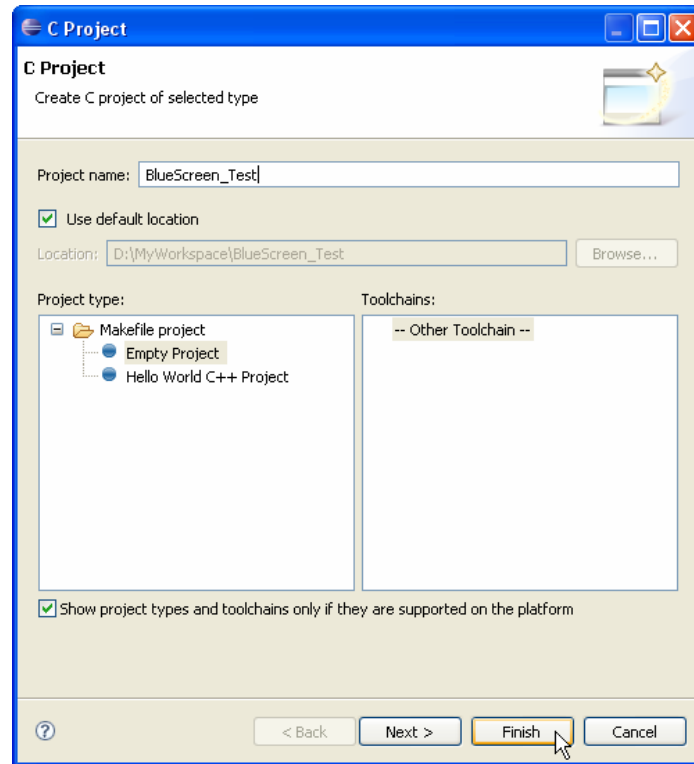 C Project
C Project
Create C project of selected type
Project name: BlueScreen_Test
Use default location
Location: D:\MyWorkspace\BlueScreen_Test Browse...
Project type: Toolchains:
Makefile project -- Other Toolchain --
Empty Project
Hello World C++ Project
Show project types and toolchains only if they are supported on the platform
? < Back Next > Finish Cancel